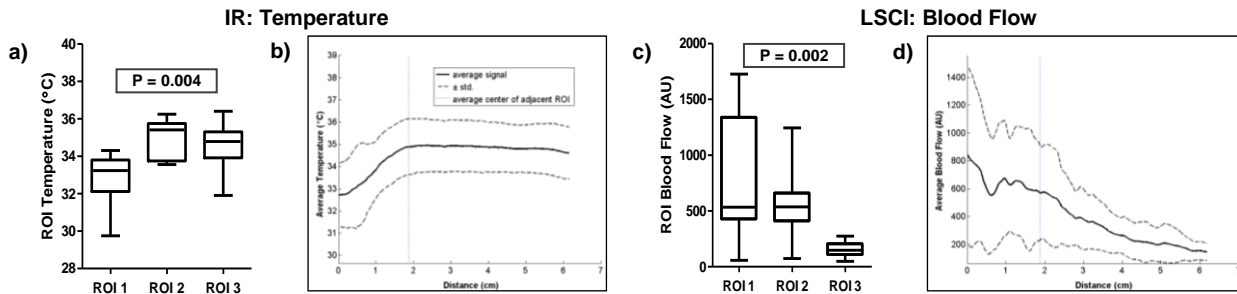 IR: Temperature
LSCI: Blood Flow
a)
ROI Temperature (°C)
40
38
36
34
32
30
28
P = 0.004
ROI 1 ROI 2 ROI 3
b)
Average Temperature (°C)
39
38
37
36
35
34
33
32
31
30
average signal
± std.
average center of adjacent ROI
0 1 2 3 4 5 6 7
Distance (cm)
c)
ROI Blood Flow (AU)
2000
1500
1000
500
0
P = 0.002
ROI 1 ROI 2 ROI 3
d)
Average Blood Flow (AU)
1400
1200
1000
800
600
400
200
0 1 2 3 4 5 6 7
Distance (cm)